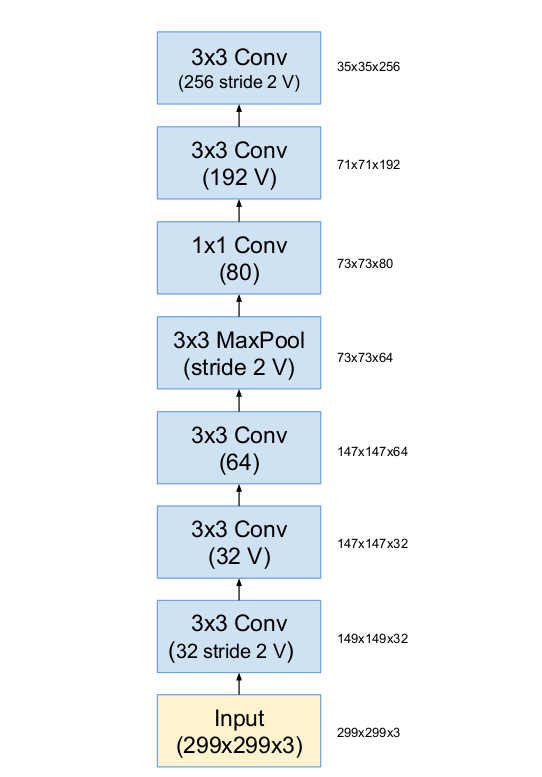 3x3 Conv
(256 stride 2 V)
35x35x256
3x3 Conv
(192 V)
71x71x192
1x1 Conv
(80)
73x73x80
3x3 MaxPool
(stride 2 V)
73x73x64
3x3 Conv
(64)
147x147x64
3x3 Conv
(32 V)
147x147x32
3x3 Conv
(32 stride 2 V)
149x149x32
Input
(299x299x3)
299x299x3